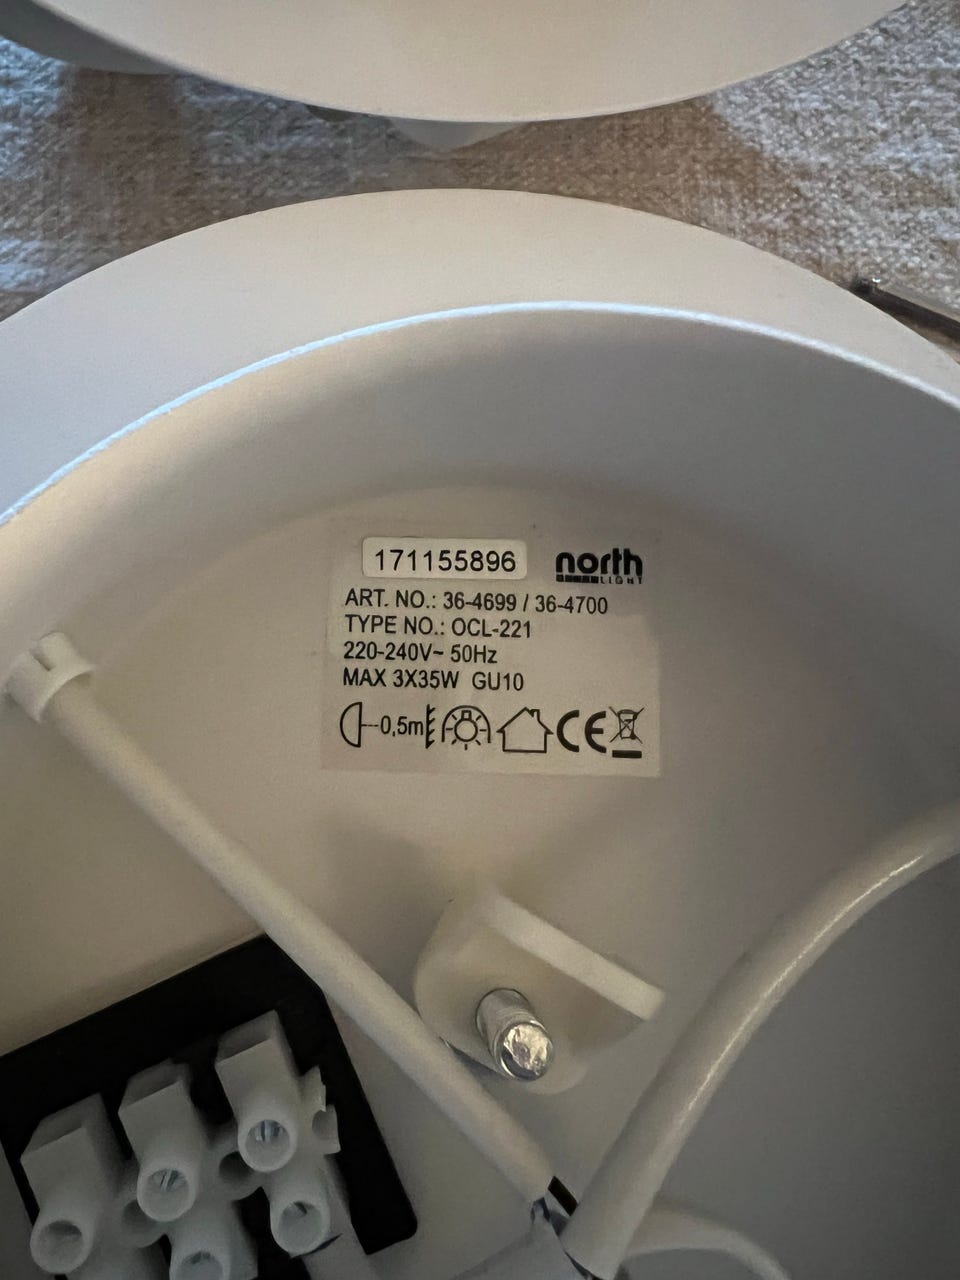 171155896 north
LIGHT
ART. NO.: 36-4699 / 36-4700
TYPE NO.: OCL-221
220-240V~ 50Hz
MAX 3X35W GU10
0,5m CE